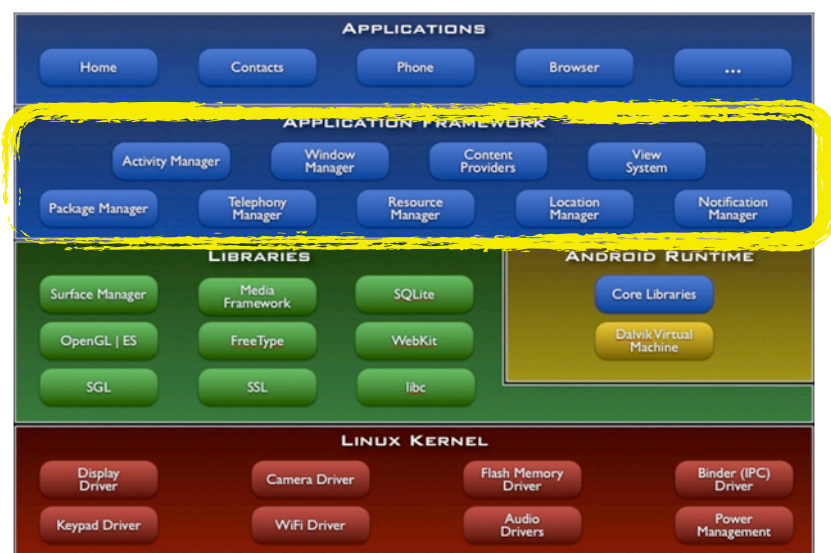 APPLICATIONS
Home
Contacts
Phone
Browser
...
APPLICATION FRAMEWORK
Activity Manager
Window
Manager
Content
Providers
View
System
Package Manager
Telephony
Manager
Resource
Manager
Location
Manager
Notification
Manager
LIBRARIES
Surface Manager
Media
Framework
SQLite
OpenGL | ES
FreeType
WebKit
SGL
SSL
libc
ANDROID RUNTIME
Core Libraries
Dalvik Virtual
Machine
LINUX KERNEL
Display
Driver
Camera Driver
Flash Memory
Driver
Binder (IPC)
Driver
Keypad Driver
WiFi Driver
Audio
Drivers
Power
Management